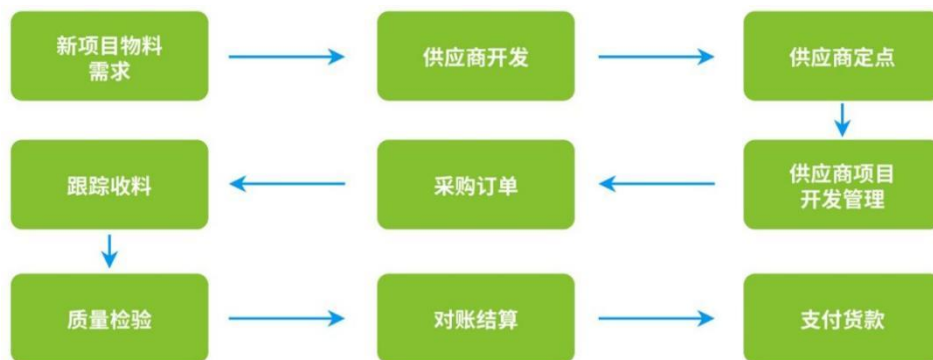 新项目物料
需求
供应商开发
供应商定点
供应商项目
开发管理
采购订单
跟踪收料
质量检验
对账结算
支付货款